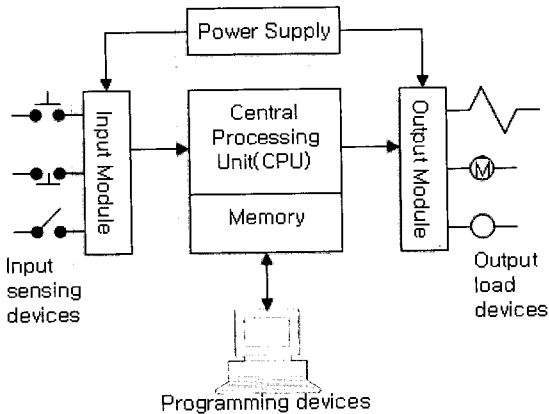 Power Supply
Input Module
Central
Processing
Unit(CPU)
Memory
Output Module
M
Input
sensing
devices
Output
load
devices
Programming devices